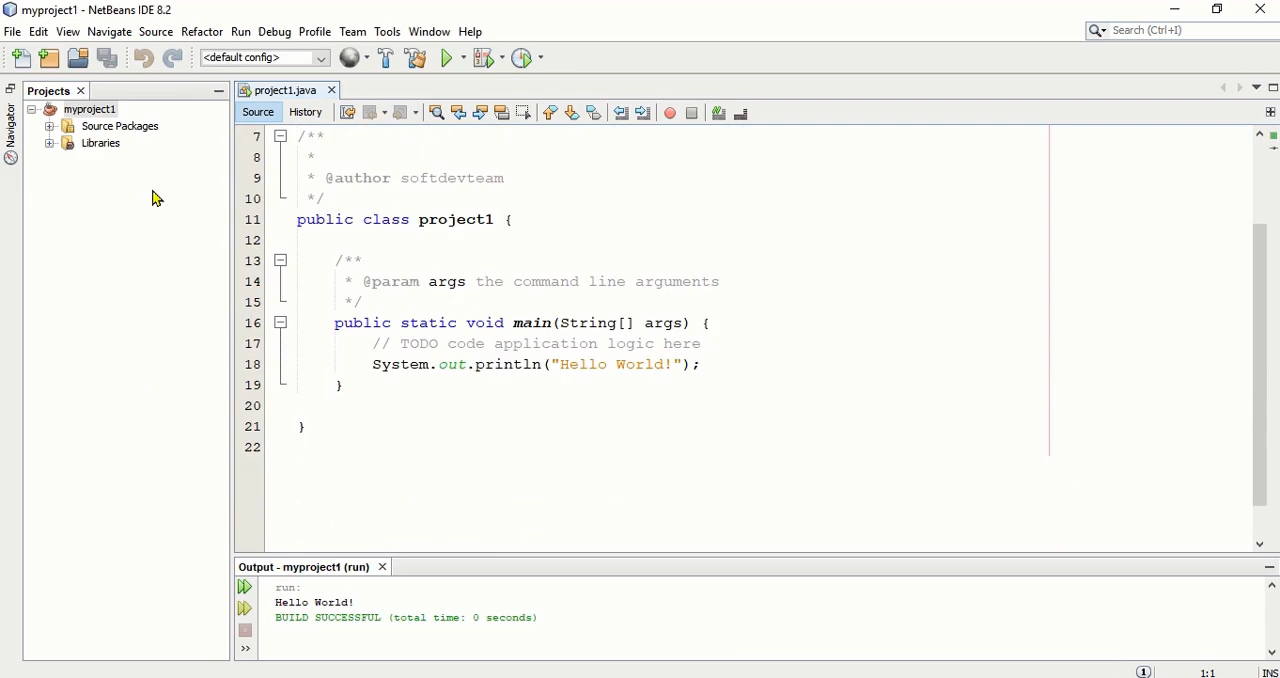 myproject1 - NetBeans IDE 8.2
File Edit View Navigate Source Refactor Run Debug Profile Team Tools Window Help
Search (Ctrl+I)
<default config>
Projects
project1.java
Navigator
myproject1
Source Packages
Libraries
Source History
7 /**
8 *
9 * @author softdevteam
10 */
11 public class project1 {
12
13 /**
14 * @param args the command line arguments
15 */
16 public static void main(String[] args) {
17 // TODO code application logic here
18 System.out.println("Hello World!");
19 }
20
21 }
22
Output - myproject1 (run)
run:
Hello World!
BUILD SUCCESSFUL (total time: 0 seconds)
1 1:1 INS